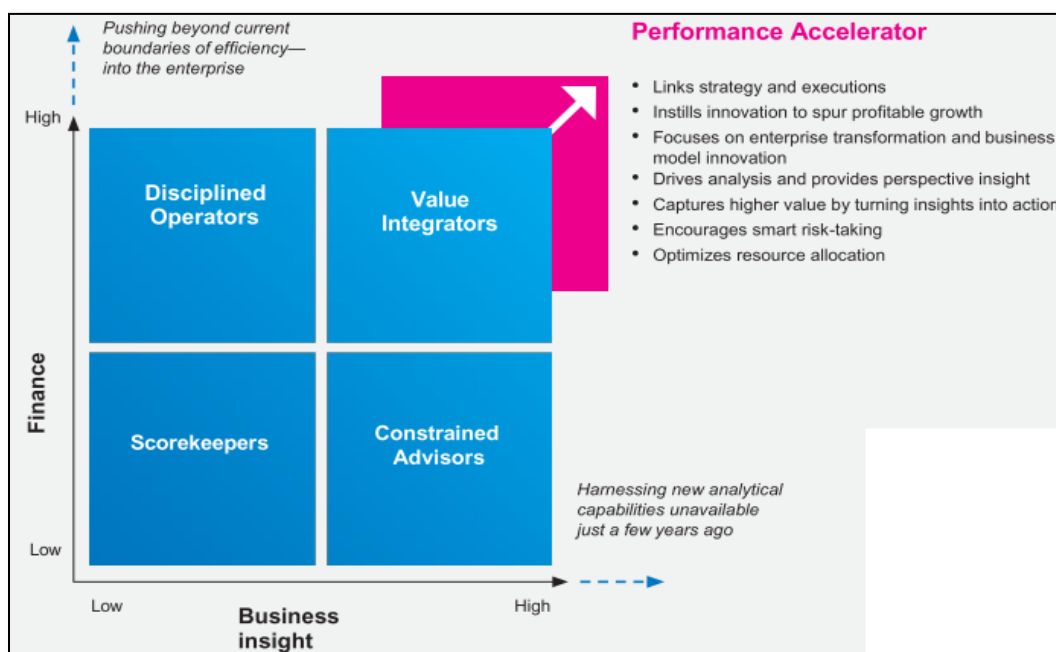 Pushing beyond current
boundaries of efficiency—
into the enterprise
High
Finance
Low
Disciplined
Operators
Value
Integrators
Scorekeepers
Constrained
Advisors
Low
Business
insight
High
Harnessing new analytical
capabilities unavailable
just a few years ago
Performance Accelerator
• Links strategy and executions
• Instills innovation to spur profitable growth
• Focuses on enterprise transformation and business
model innovation
• Drives analysis and provides perspective insight
• Captures higher value by turning insights into action
• Encourages smart risk-taking
• Optimizes resource allocation